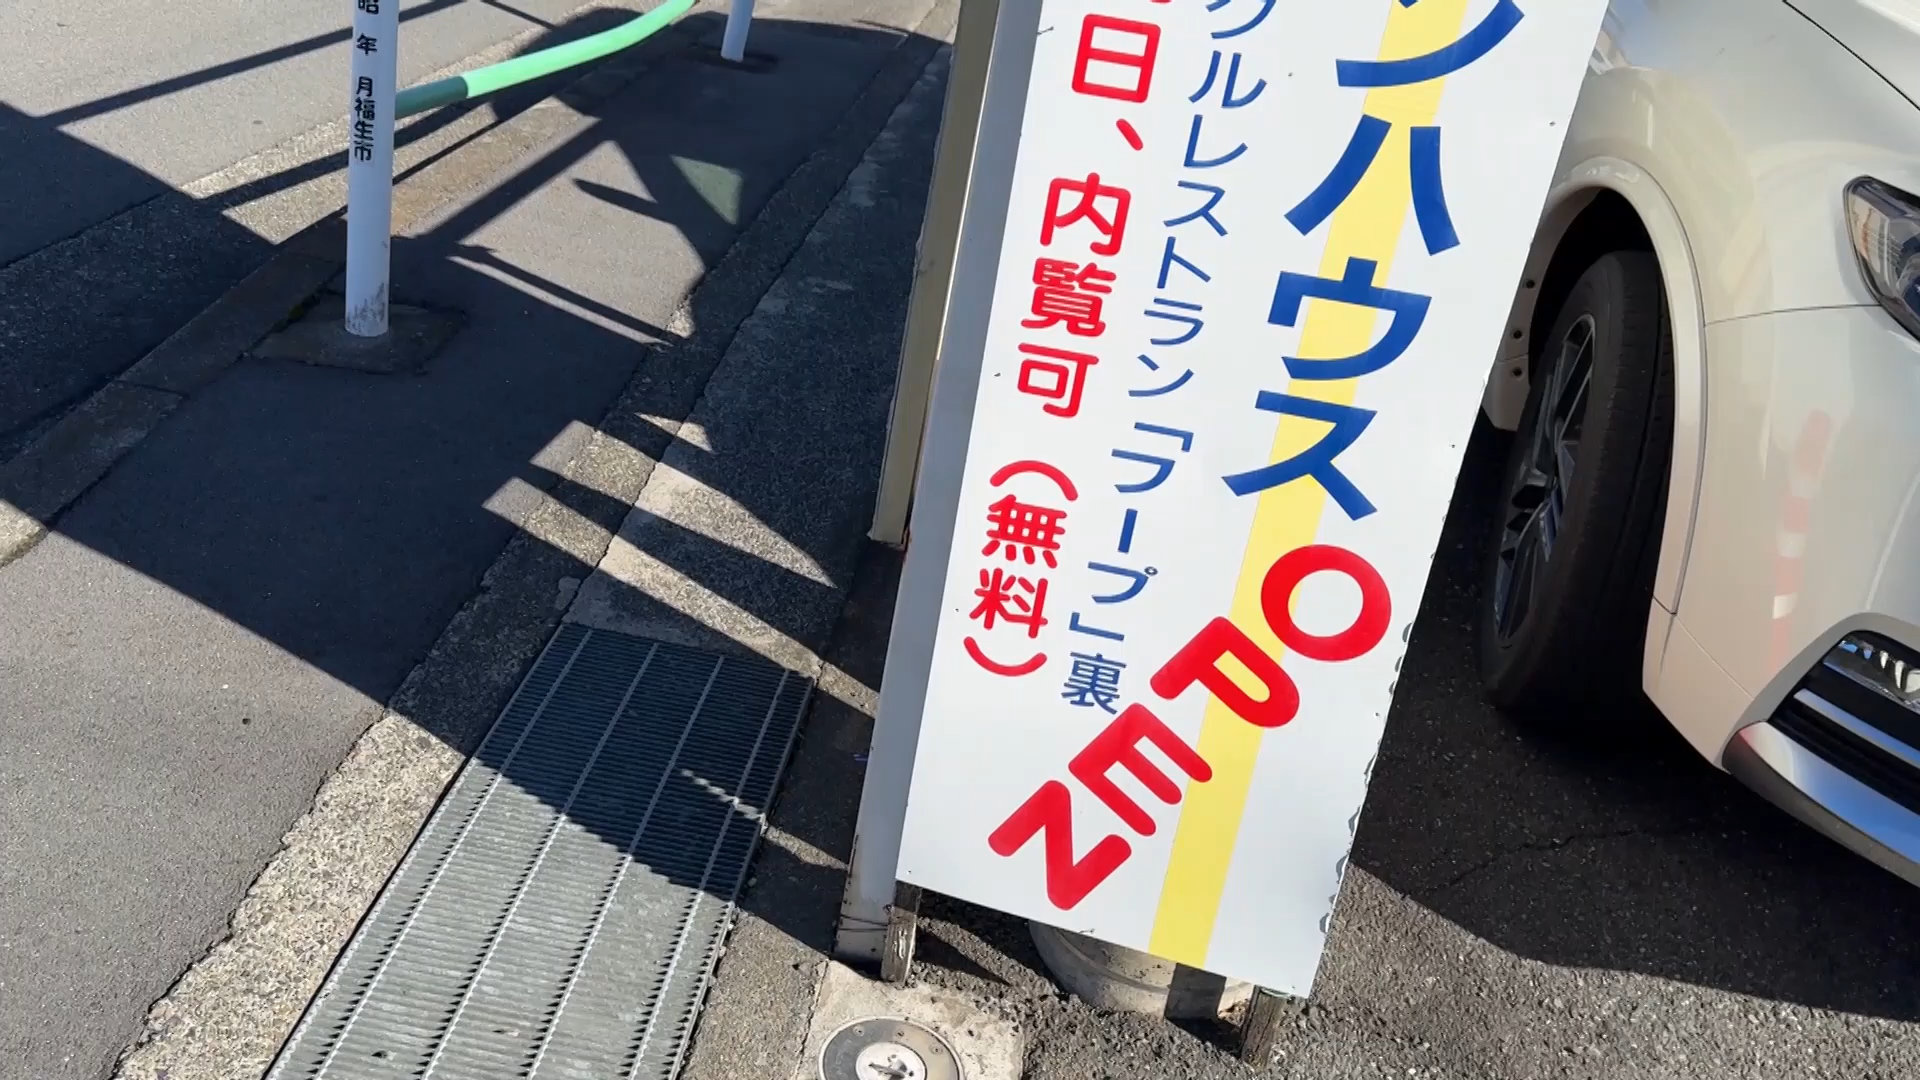 昭 年 月福生市
ンハウス
OPEN
グルレストラン「フープ」裏
日、内覧可(無料)